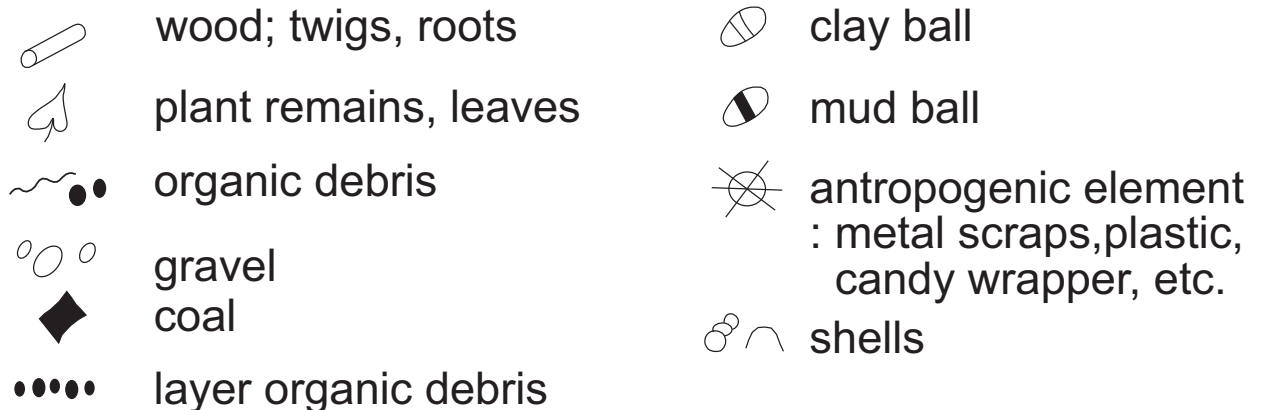 wood; twigs, roots
plant remains, leaves
organic debris
gravel
coal
layer organic debris
clay ball
mud ball
antropogenic element
: metal scraps,plastic,
candy wrapper, etc.
shells